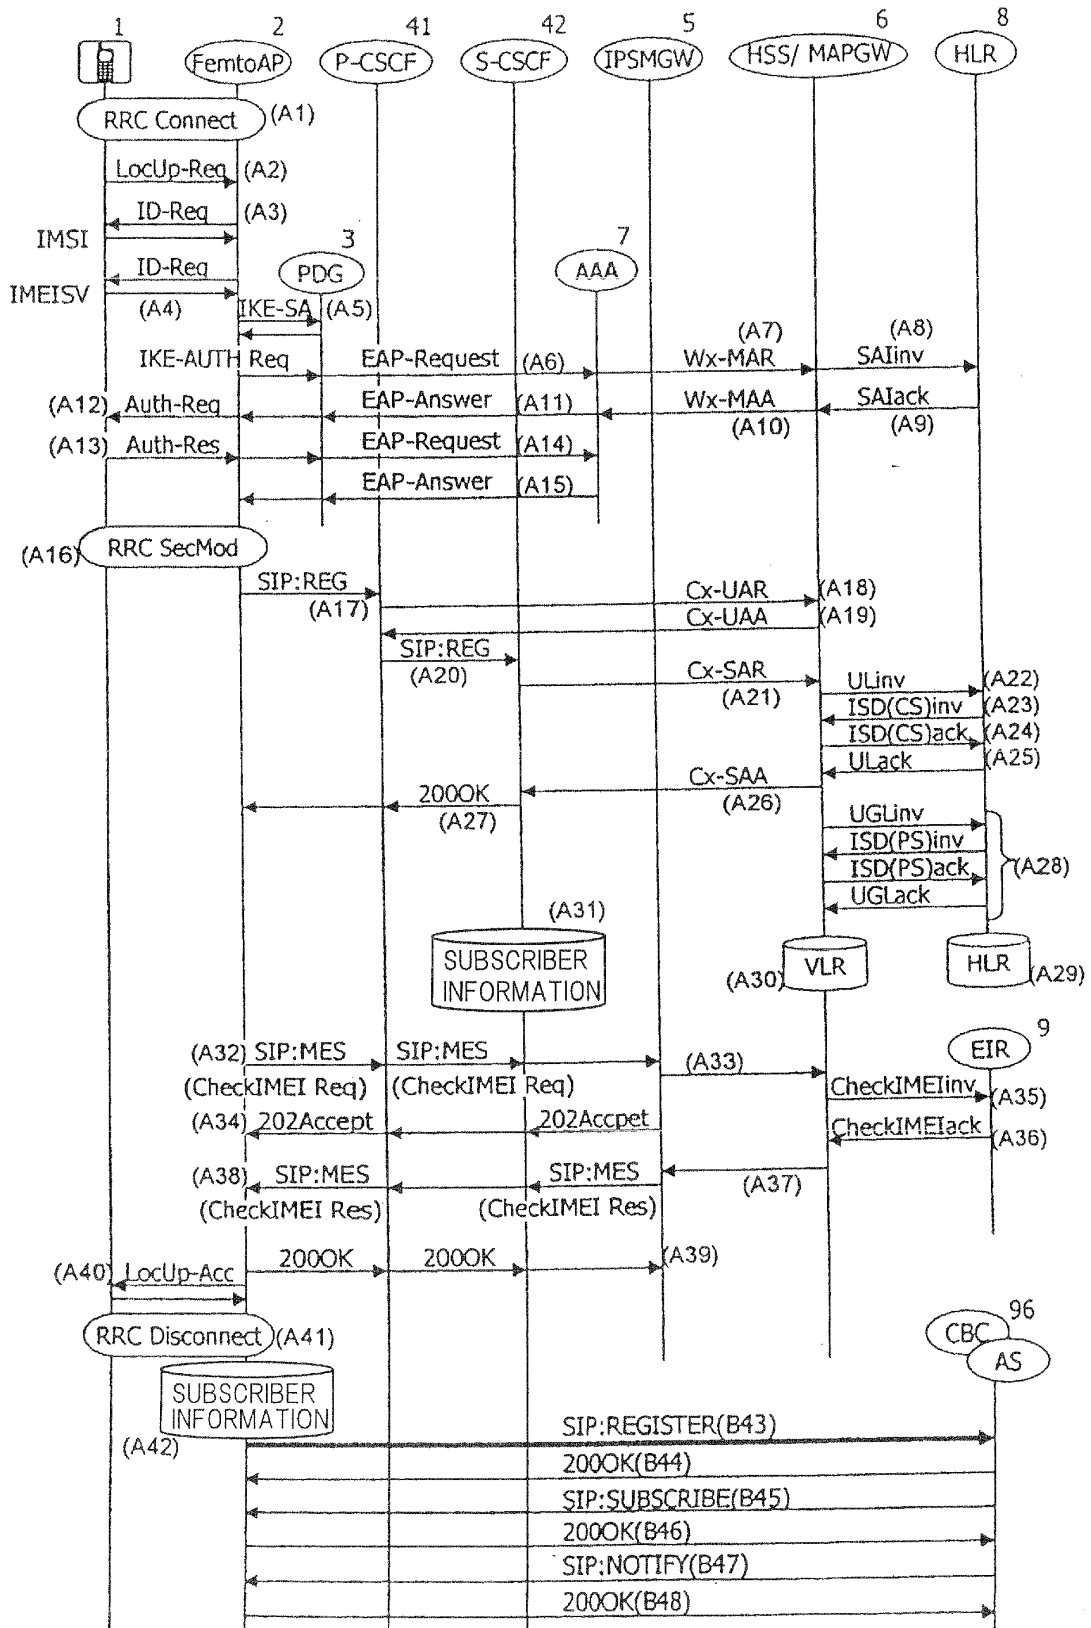 1 2 41 42 5 6 8
FemtoAP P-CSCF S-CSCF IPSMGW HSS/ MAPGW HLR
RRC Connect (A1)
LocUp-Req (A2)
ID-Req (A3)
IMSI
3 7
ID-Req PDG AAA
IMEISV
(A4) IKE-SA (A5)
(A7) (A8)
IKE-AUTH Req EAP-Request (A6) Wx-MAR SAIinv
(A12) Auth-Req EAP-Answer (A11) Wx-MAA SAIack
(A10) (A9)
(A13) Auth-Res EAP-Request (A14)
EAP-Answer (A15)
(A16) RRC SecMod
SIP:REG Cx-UAR (A18)
(A17) Cx-UAA (A19)
SIP:REG
(A20) Cx-SAR ULinv (A22)
(A21) ISD(CS)inv (A23)
ISD(CS)ack (A24)
Cx-SAA ULack (A25)
200OK (A26)
(A27) UGLinv
ISD(PS)inv
ISD(PS)ack (A28)
UGLack
(A31)
SUBSCRIBER
INFORMATION
(A30) VLR HLR (A29)
9
EIR
(A32) SIP:MES SIP:MES (A33)
(CheckIMEI Req) (CheckIMEI Req)
CheckIMEIinv (A35)
(A34) 202Accept 202Accpet CheckIMEIack (A36)
(A38) SIP:MES SIP:MES (A37)
(CheckIMEI Res) (CheckIMEI Res)
200OK 200OK (A39)
(A40) LocUp-Acc
RRC Disconnect (A41)
96
CBC
AS
SUBSCRIBER
INFORMATION
(A42)
SIP:REGISTER(B43)
200OK(B44)
SIP:SUBSCRIBE(B45)
200OK(B46)
SIP:NOTIFY(B47)
200OK(B48)